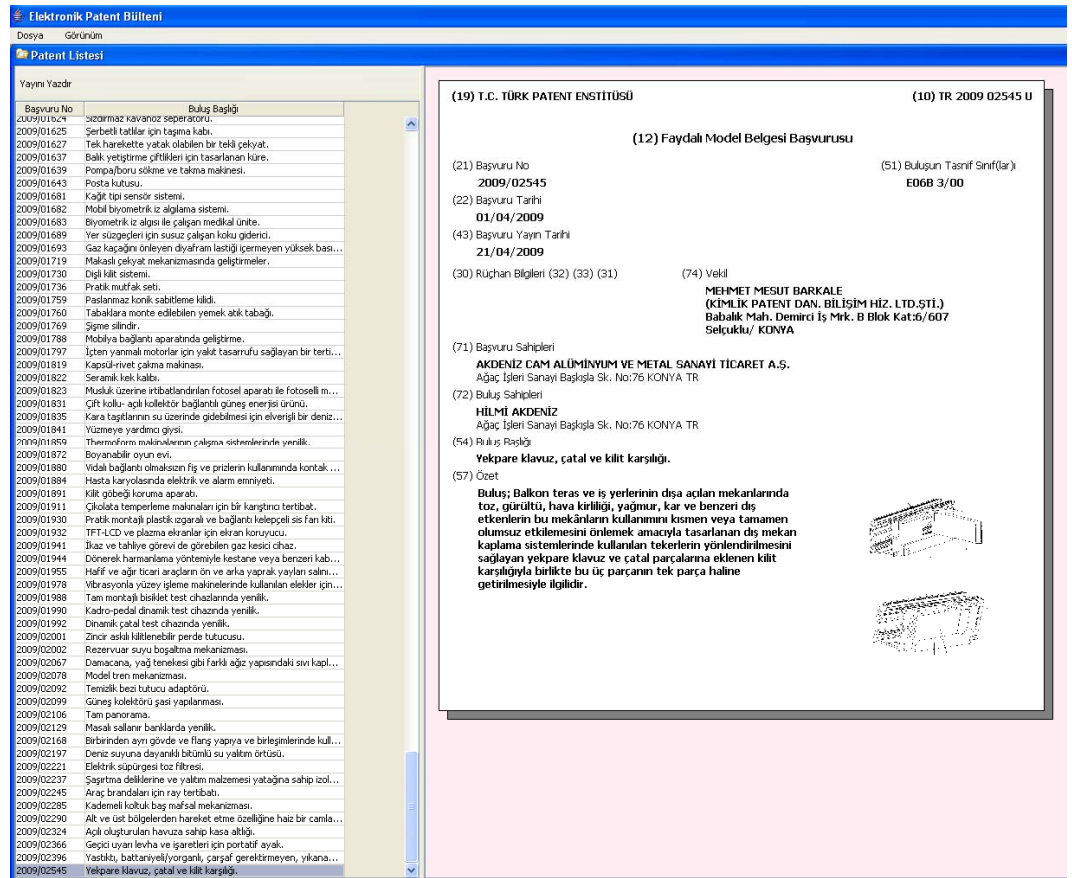 Elektronik Patent Bülteni
Dosya Görünüm
Patent Listesi
Yayını Yazdır
Başvuru No Buluş Başlığı
2009/01624 Sızdırmaz kavanoz seperatörü.
2009/01625 Şerbetli tatlılar için taşıma kabı.
2009/01627 Tek harekette yatak olabilen bir tekli çekyat.
2009/01637 Balık yetiştirme çiftlikleri için tasarlanan küre.
2009/01639 Pompa/boru sökme ve takma makinesi.
2009/01643 Posta kutusu.
2009/01681 Kağıt tipi sensör sistemi.
2009/01682 Mobil biyometrik iz algılama sistemi.
2009/01683 Biyometrik iz algısı ile çalışan medikal ünite.
2009/01689 Yer süzgeçleri için susuz çalışan koku giderici.
2009/01693 Gaz kaçağını önleyen diyafram lastiği içermeyen yüksek bası...
2009/01719 Makaslı çekyat mekanizmasında geliştirmeler.
2009/01730 Dişli kilit sistemi.
2009/01736 Pratik mutfak seti.
2009/01759 Paslanmaz konik sabitleme kilidi.
2009/01760 Tabaklara monte edilebilen yemek atık tabağı.
2009/01769 Şişme silindir.
2009/01788 Mobilya bağlantı aparatında geliştirme.
2009/01797 İçten yanmalı motorlar için yakıt tasarrufu sağlayan bir terti...
2009/01819 Kapsül-rivet çakma makinası.
2009/01822 Seramik kek kalıbı.
2009/01823 Musluk üzerine irtibatlandırılan fotosel aparatı ile fotoselli m...
2009/01831 Çift kollu- açılı kollektör bağlantılı güneş enerjisi ürünü.
2009/01835 Kara taşıtlarının su üzerinde gidebilmesi için elverişli bir deniz...
2009/01841 Yüzmeye yardımcı giysi.
2009/01859 Thermoform makinalarının çalışma sistemlerinde yenilik.
2009/01872 Boyanabilir oyun evi.
2009/01880 Vidalı bağlantı olmaksızın fiş ve prizlerin kullanımında kontak ...
2009/01884 Hasta karyolasında elektrik ve alarm emniyeti.
2009/01891 Kilit göbeği koruma aparatı.
2009/01911 Çikolata temperleme makınaları için bîr karıştırıcı tertibat.
2009/01930 Pratik montajlı plastik ızgaralı ve bağlantı kelepçeli sis farı kiti.
2009/01932 TFT-LCD ve plazma ekranlar için ekran koruyucu.
2009/01941 İkaz ve tahliye görevi de görebilen gaz kesici cihaz.
2009/01944 Dönerek harmanlama yöntemiyle kestane veya benzeri kab...
2009/01955 Hafif ve ağır ticari araçların ön ve arka yaprak yayları salını...
2009/01978 Vibrasyonla yüzey işleme makinelerinde kullanılan elekler için...
2009/01988 Tam montajlı bisiklet test cihazlarında yenilik.
2009/01990 Kadro-pedal dinamik test cihazında yenilik.
2009/01992 Dinamik çatal test cihazında yenilik.
2009/02001 Zincir askılı kilitlenebilir perde tutucusu.
2009/02002 Rezervuar suyu boşaltma mekanizması.
2009/02067 Damacana, yağ tenekesi gibi farklı ağız yapısındaki sıvı kapl...
2009/02078 Model tren mekanizması.
2009/02092 Temizlik bezi tutucu adaptörü.
2009/02099 Güneş kolektörü şasi yapılanması.
2009/02106 Tam panorama.
2009/02129 Masalı sallanır banklarda yenilik.
2009/02168 Birbirinden ayrı gövde ve flanş yapıya ve birleşimlerinde kull...
2009/02197 Deniz suyuna dayanıklı bitümlü su yalıtım örtüsü.
2009/02221 Elektrik süpürgesi toz filtresi.
2009/02237 Şaşırtma deliklerine ve yalıtım malzemesi yatağına sahip izol...
2009/02245 Araç brandaları için ray tertibatı.
2009/02285 Kademeli koltuk baş mafsal mekanizması.
2009/02290 Alt ve üst bölgelerden hareket etme özelliğine haiz bir camla...
2009/02324 Açılı oluşturulan havuza sahip kasa altlığı.
2009/02366 Geçici uyarı levha ve işaretleri için portatif ayak.
2009/02396 Yastıktı, battaniyeli/yorganlı, çarşaf gerektirmeyen, yıkana...
2009/02545 Yekpare klavuz, çatal ve kilit karşılığı.
(19) T.C. TÜRK PATENT ENSTİTÜSÜ (10) TR 2009 02545 U
(12) Faydalı Model Belgesi Başvurusu
(21) Başvuru No (51) Buluşun Tasnif Sınıf(lar)ı
2009/02545 E06B 3/00
(22) Başvuru Tarihi
01/04/2009
(43) Başvuru Yayın Tarihi
21/04/2009
(30) Rüçhan Bilgileri (32) (33) (31) (74) Vekil
MEHMET MESUT BARKALE
(KİMLİK PATENT DAN. BİLİŞİM HİZ. LTD.ŞTİ.)
Babalık Mah. Demirci İş Mrk. B Blok Kat:6/607
Selçuklu/ KONYA
(71) Başvuru Sahipleri
AKDENİZ CAM ALÜMİNYUM VE METAL SANAYİ TİCARET A.Ş.
Ağaç İşleri Sanayi Başkışla Sk. No:76 KONYA TR
(72) Buluş Sahipleri
HİLMİ AKDENİZ
Ağaç İşleri Sanayi Başkışla Sk. No:76 KONYA TR
(54) Buluş Başlığı
Yekpare klavuz, çatal ve kilit karşılığı.
(57) Özet
Buluş; Balkon teras ve iş yerlerinin dışa açılan mekanlarında
toz, gürültü, hava kirliliği, yağmur, kar ve benzeri dış
etkenlerin bu mekânların kullanımını kısmen veya tamamen
olumsuz etkilemesini önlemek amacıyla tasarlanan dış mekan
kaplama sistemlerinde kullanılan tekerlerin yönlendirilmesini
sağlayan yekpare klavuz ve çatal parçalarına eklenen kilit
karşılığıyla birlikte bu üç parçanın tek parça haline
getirilmesiyle ilgilidir.